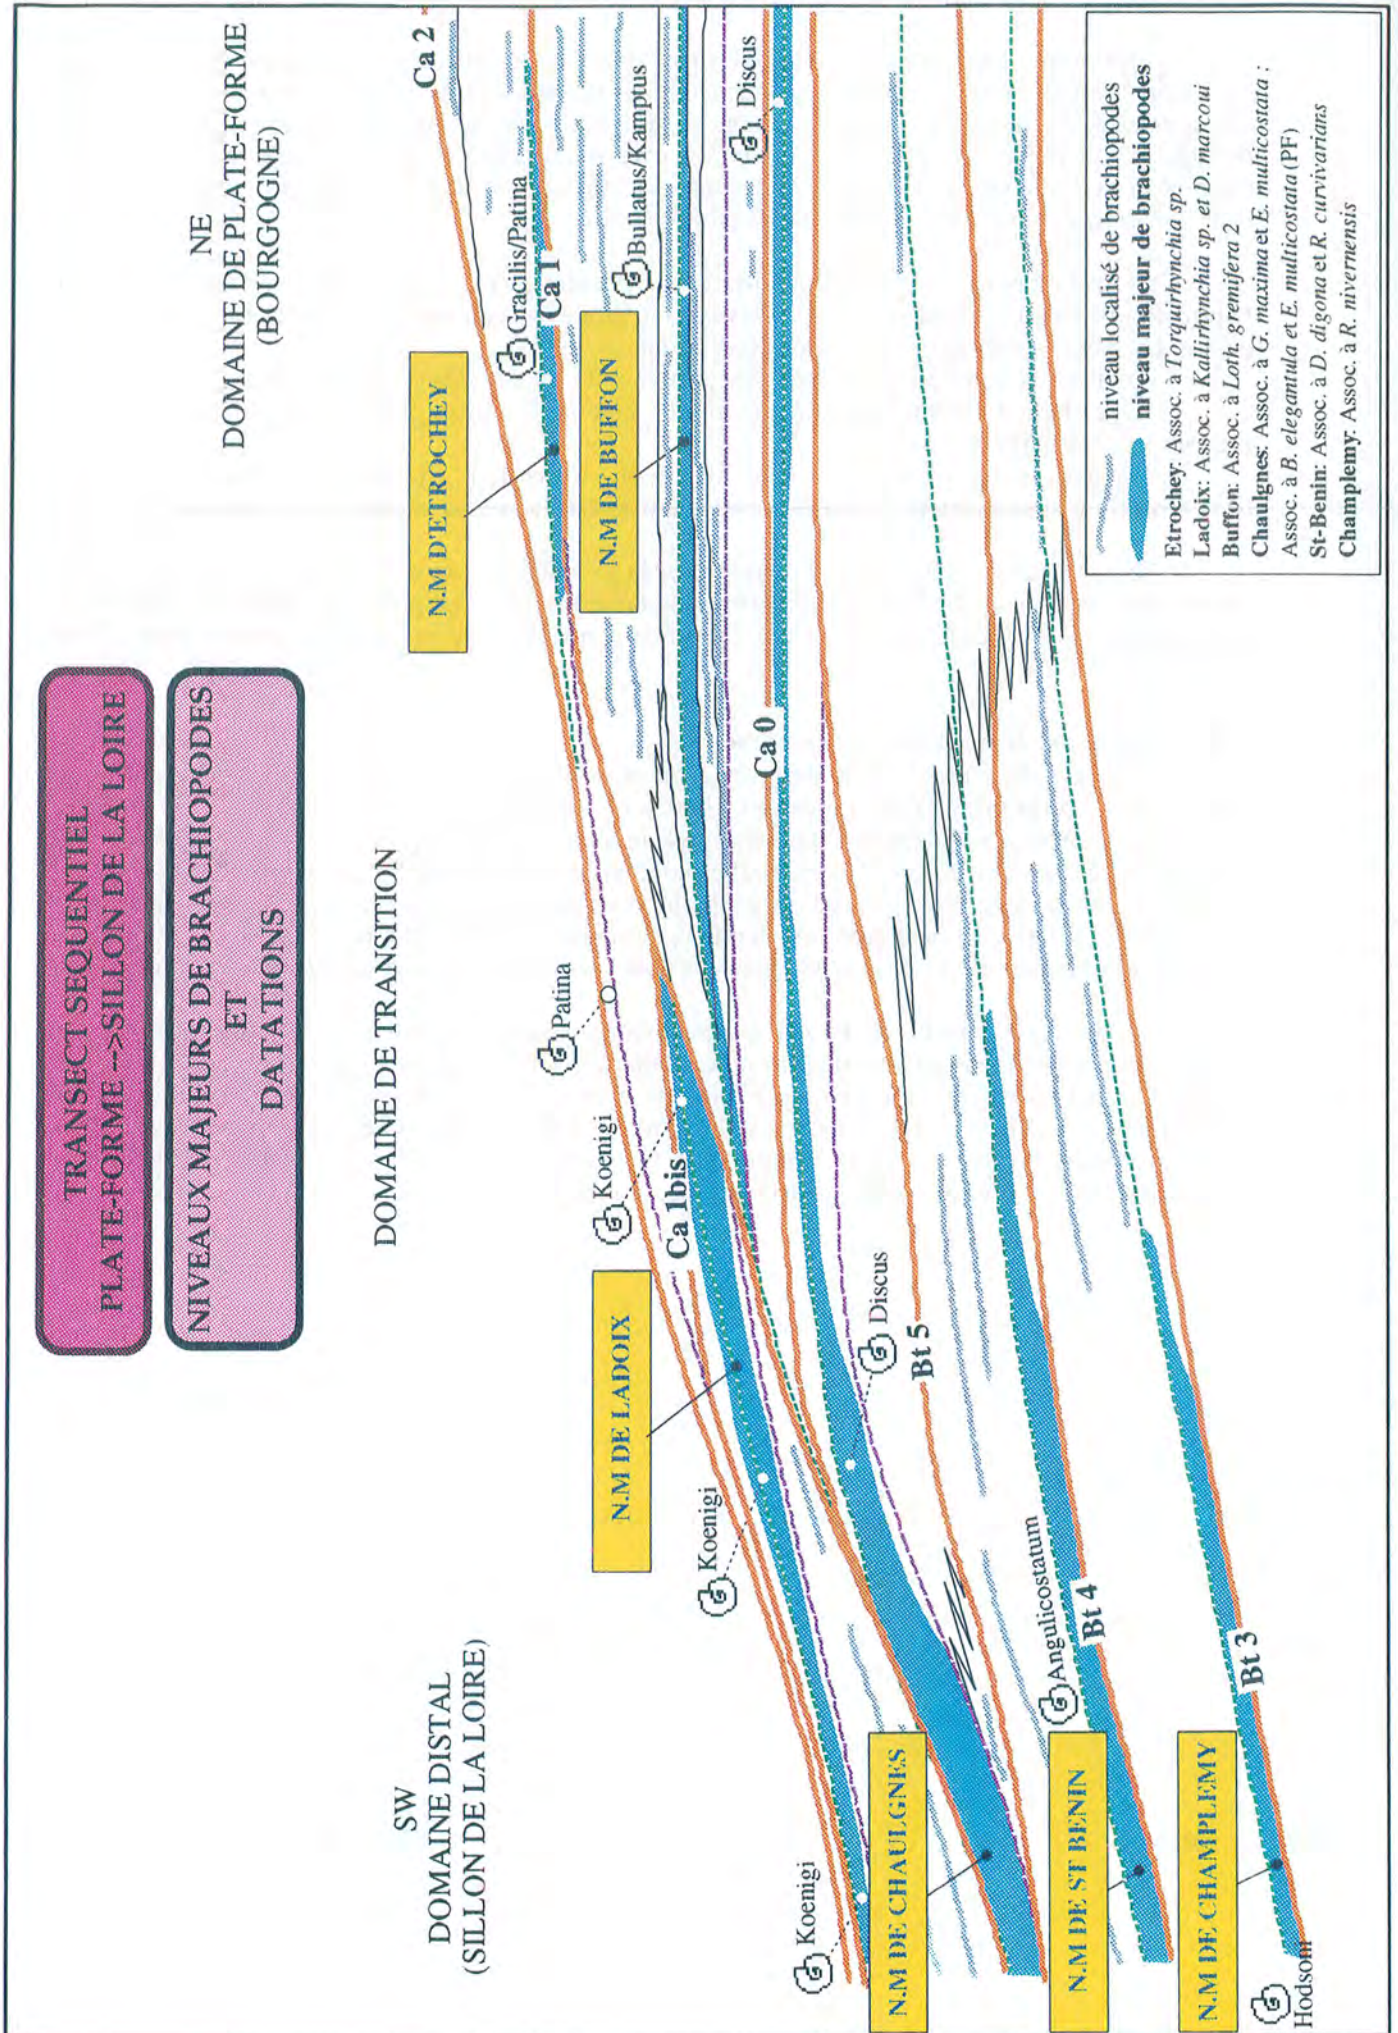 TRANSECT SEQUENTIEL
PLATE-FORME -->SILLON DE LA LOIRE
NIVEAUX MAJEURS DE BRACHIOPODES
ET
DATATIONS
SW
DOMAINE DISTAL
(SILLON DE LA LOIRE)
DOMAINE DE TRANSITION
NE
DOMAINE DE PLATE-FORME
(BOURGOGNE)
Ca 2
N.M D'ETROCHEY
Gracilis/Patina
Ca 1
Patina
N.M DE BUFFON
Bullatus/Kamptus
Koenigi
Ca 1bis
N.M DE LADOIX
Koenigi
Discus
Ca 0
Koenigi
Discus
N.M DE CHAULGNES
Bt 5
Angulicostatum
N.M DE ST BENIN
Bt 4
N.M DE CHAMPLEMY
Bt 3
Hodsoni
niveau localisé de brachiopodes
niveau majeur de brachiopodes
Etrochey: Assoc. à Torquirhynchia sp.
Ladoix: Assoc. à Kallirhynchia sp. et D. marcoui
Buffon: Assoc. à Loth. gremifera 2
Chaulgnes: Assoc. à G. maxima et E. multicostata :
Assoc. à B. elegantula et E. multicostata (PF)
St-Benin: Assoc. à D. digona et R. curvivarians
Champlemy: Assoc. à R. nivernensis